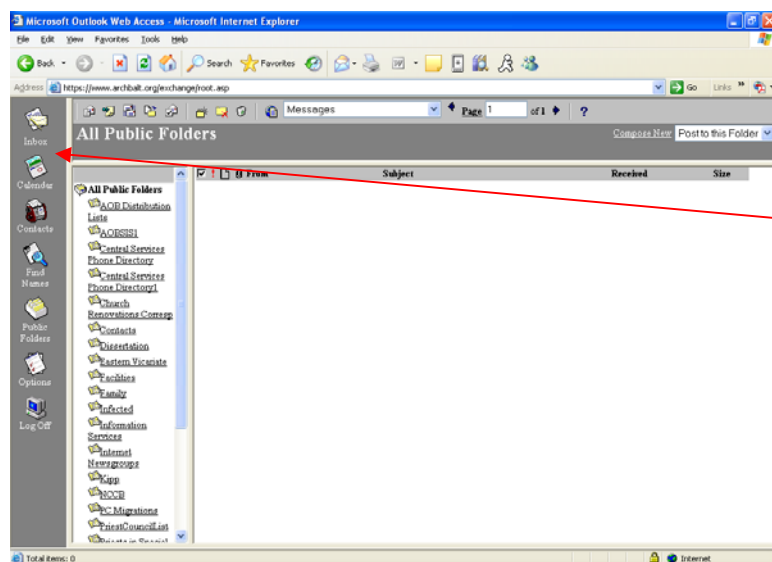 Microsoft Outlook Web Access - Microsoft Internet Explorer
File Edit View Favorites Tools Help
Back Search Favorites
Address https://www.archbalt.org/exchange/root.asp Go Links
Messages Page 1 of 1 ?
All Public Folders Compose New Post to this Folder
Inbox
Calendar
Contacts
Find
Names
Public
Folders
Options
Log Off
From Subject Received Size
All Public Folders
AOB Distribution
Lists
AOBSIS1
Central Services
Phone Directory
Central Services
Phone Directory1
Church
Renovations Corresp
Contacts
Dissertation
Eastern Vicariate
Facilities
Family
Infected
Information
Services
Internet
Newsgroups
Kipp
NCCB
PC Migrations
PriestCouncilList
Total items: 0 Internet